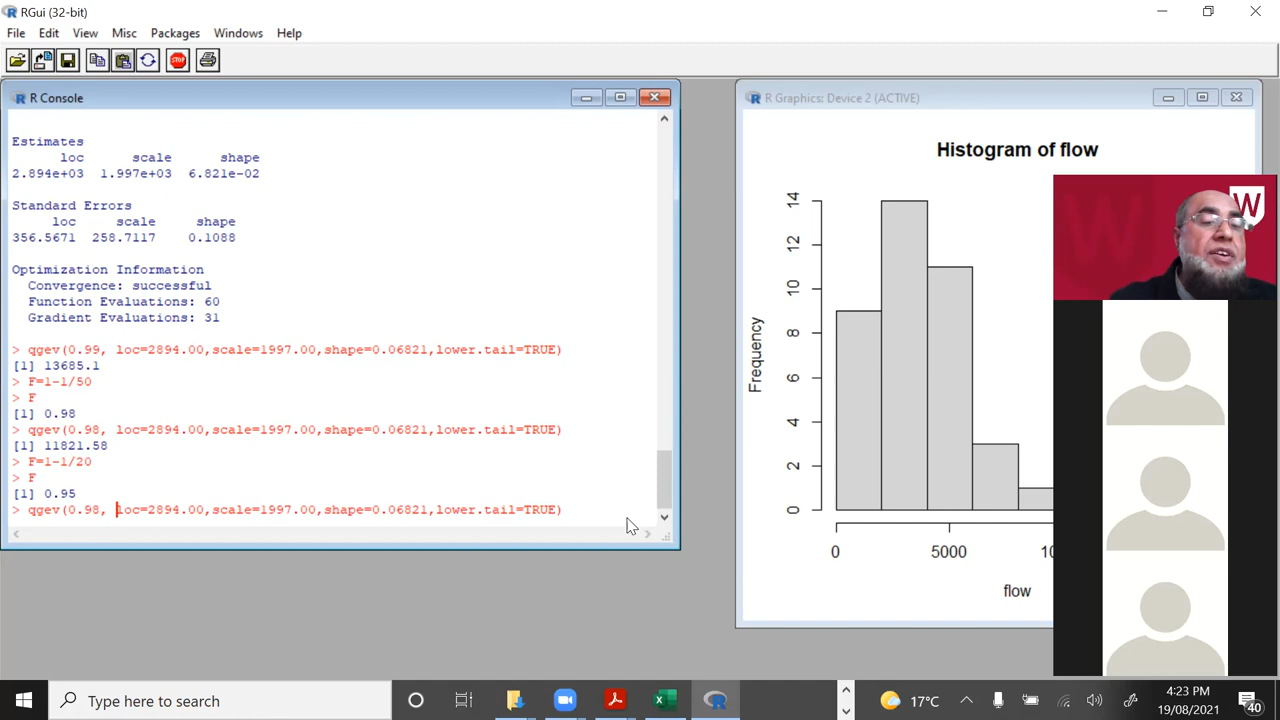 RGui (32-bit)
File Edit View Misc Packages Windows Help
STOP
R Console
Estimates
loc scale shape
2.894e+03 1.997e+03 6.821e-02
Standard Errors
loc scale shape
356.5671 258.7117 0.1088
Optimization Information
Convergence: successful
Function Evaluations: 60
Gradient Evaluations: 31
> qgev(0.99, loc=2894.00,scale=1997.00,shape=0.06821,lower.tail=TRUE)
[1] 13685.1
> F=1-1/50
> F
[1] 0.98
> qgev(0.98, loc=2894.00,scale=1997.00,shape=0.06821,lower.tail=TRUE)
[1] 11821.58
> F=1-1/20
> F
[1] 0.95
> qgev(0.98, loc=2894.00,scale=1997.00,shape=0.06821,lower.tail=TRUE)
R Graphics: Device 2 (ACTIVE)
Histogram of flow
Frequency
14
12
10
8
6
4
2
0
0 5000 10
flow
W
Type here to search
17°C
4:23 PM
19/08/2021
40